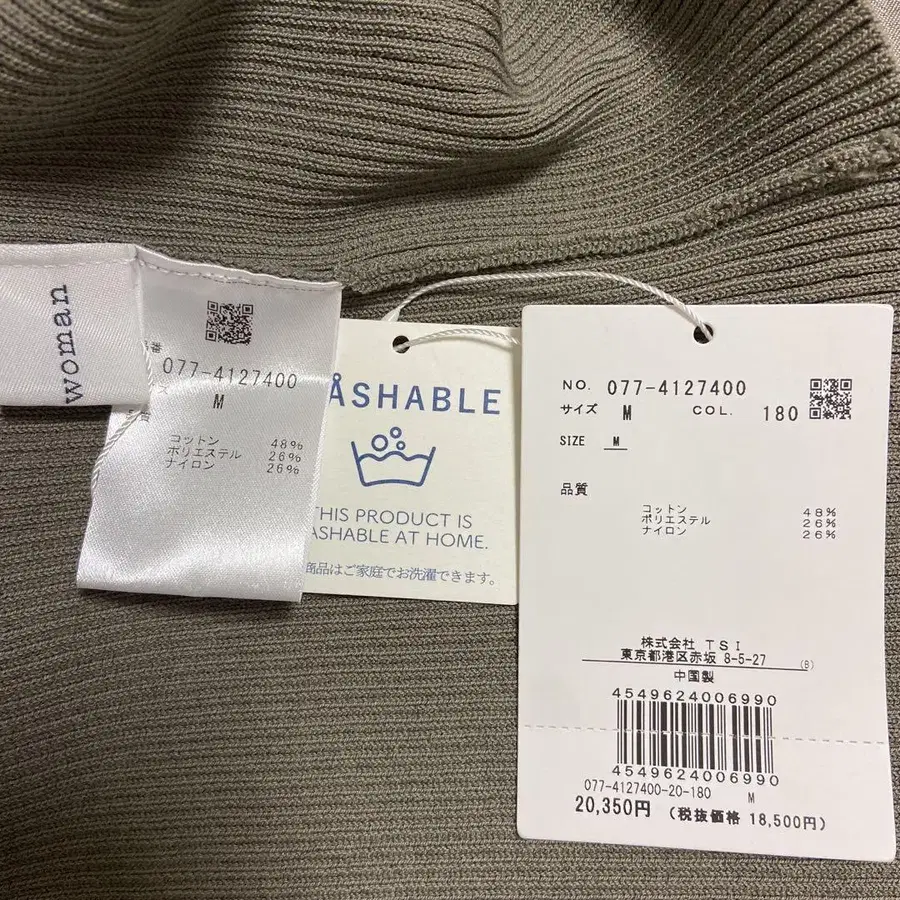 woman
077-4127400
M
コットン 48%
ポリエステル 26%
ナイロン 26%
WASHABLE
THIS PRODUCT IS
WASHABLE AT HOME.
商品はご家庭でお洗濯できます。
NO. 077-4127400
サイズ M COL. 180
SIZE M
品質
コットン 48%
ポリエステル 26%
ナイロン 26%
株式会社 TSI
東京都港区赤坂 8-5-27 (B)
中国製
4549624006990
4549624006990
077-4127400-20-180 M
20,350円 (税抜価格 18,500円)